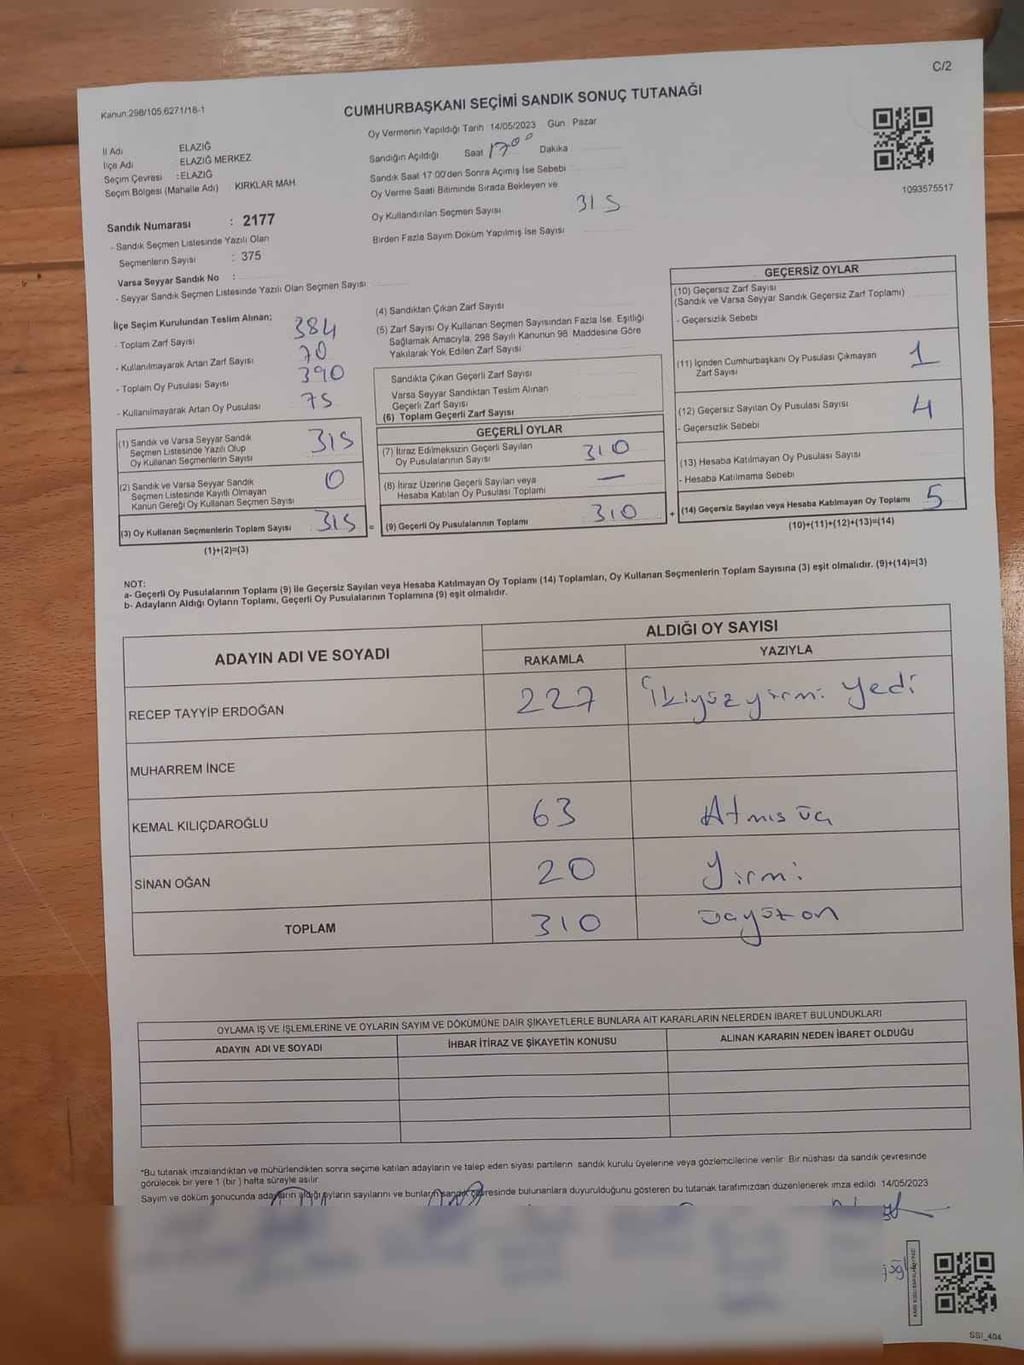 C/2
Kanun:298/105,6271/18-1
CUMHURBAŞKANI SEÇİMİ SANDIK SONUÇ TUTANAĞI
Oy Vermenin Yapıldığı Tarih 14/05/2023 Gün Pazar
İl Adı ELAZIĞ
İlçe Adı ELAZIĞ MERKEZ
Seçim Çevresi :ELAZIĞ
Seçim Bölgesi (Mahalle Adı) KIRKLAR MAH.
Sandığın Açıldığı Saat 17 00 Dakika
Sandık Saat 17 00'den Sonra Açımış İse Sebebi
Oy Verme Saati Bitiminde Sırada Bekleyen ve
Oy Kullandırılan Seçmen Sayısı 315
Birden Fazla Sayım Döküm Yapılmış İse Sayısı
1093575517
Sandık Numarası : 2177
- Sandık Seçmen Listesinde Yazılı Olan
Seçmenlerin Sayısı : 375
Varsa Seyyar Sandık No :
- Seyyar Sandık Seçmen Listesinde Yazılı Olan Seçmen Sayısı
İlçe Seçim Kurulundan Teslim Alınan;
- Toplam Zarf Sayısı 384
- Kullanılmayarak Artan Zarf Sayısı 70
- Toplam Oy Pusulası Sayısı 390
- Kullanılmayarak Artan Oy Pusulası 75
(1) Sandık ve Varsa Seyyar Sandık
Seçmen Listesinde Yazılı Olup
Oy Kullanan Seçmenlerin Sayısı 315
(2) Sandık ve Varsa Seyyar Sandık
Seçmen Listesinde Kayıtlı Olmayan
Kanun Gereği Oy Kullanan Seçmen Sayısı 0
(3) Oy Kullanan Seçmenlerin Toplam Sayısı 315 =
(1)+(2)=(3)
(4) Sandıktan Çıkan Zarf Sayısı
(5) Zarf Sayısı Oy Kullanan Seçmen Sayısından Fazla İse, Eşitliği
Sağlamak Amacıyla, 298 Sayılı Kanunun 98. Maddesine Göre
Yakılarak Yok Edilen Zarf Sayısı
Sandıkta Çıkan Geçerli Zarf Sayısı
Varsa Seyyar Sandıktan Teslim Alınan
Geçerli Zarf Sayısı
(6) Toplam Geçerli Zarf Sayısı
GEÇERLİ OYLAR
(7) İtiraz Edilmeksizin Geçerli Sayılan
Oy Pusulalarının Sayısı 310
(8) İtiraz Üzerine Geçerli Sayılan veya
Hesaba Katılan Oy Pusulası Toplamı —
(9) Geçerli Oy Pusulalarının Toplamı 310 +
GEÇERSİZ OYLAR
(10) Geçersiz Zarf Sayısı
(Sandık ve Varsa Seyyar Sandık Geçersiz Zarf Toplamı)
- Geçersizlik Sebebi
(11) İçinden Cumhurbaşkanı Oy Pusulası Çıkmayan
Zarf Sayısı 1
(12) Geçersiz Sayılan Oy Pusulası Sayısı 4
- Geçersizlik Sebebi
(13) Hesaba Katılmayan Oy Pusulası Sayısı
- Hesaba Katılmama Sebebi
(14) Geçersiz Sayılan veya Hesaba Katılmayan Oy Toplamı 5
(10)+(11)+(12)+(13)=(14)
NOT:
a- Geçerli Oy Pusulalarının Toplamı (9) ile Geçersiz Sayılan veya Hesaba Katılmayan Oy Toplamı (14) Toplamları, Oy Kullanan Seçmenlerin Toplam Sayısına (3) eşit olmalıdır. (9)+(14)=(3)
b- Adayların Aldığı Oyların Toplamı, Geçerli Oy Pusulalarının Toplamına (9) eşit olmalıdır.
ADAYIN ADI VE SOYADI
ALDIĞI OY SAYISI
RAKAMLA YAZIYLA
RECEP TAYYİP ERDOĞAN 227 İkiyüzyirmi yedi
MUHARREM İNCE
KEMAL KILIÇDAROĞLU 63 Atmış üç
SİNAN OĞAN 20 Yirmi
TOPLAM 310 üçyüzon
OYLAMA İŞ VE İŞLEMLERİNE VE OYLARIN SAYIM VE DÖKÜMÜNE DAİR ŞİKAYETLERLE BUNLARA AİT KARARLARIN NELERDEN İBARET BULUNDUKLARI
ADAYIN ADI VE SOYADI İHBAR İTİRAZ VE ŞİKAYETİN KONUSU ALINAN KARARIN NEDEN İBARET OLDUĞU
*Bu tutanak imzalandıktan ve mühürlendikten sonra seçime katılan adayların ve talep eden siyasi partilerin sandık kurulu üyelerine veya gözlemcilerine verilir. Bir nüshası da sandık çevresinde
görülecek bir yere 1 (bir) hafta süreyle asılır.
Sayım ve döküm sonucunda adayların aldığı oyların sayılarını ve bunların sandık çevresinde bulunanlara duyurulduğunu gösteren bu tutanak tarafımızdan düzenlenerek imza edildi 14/05/2023
SSI_404